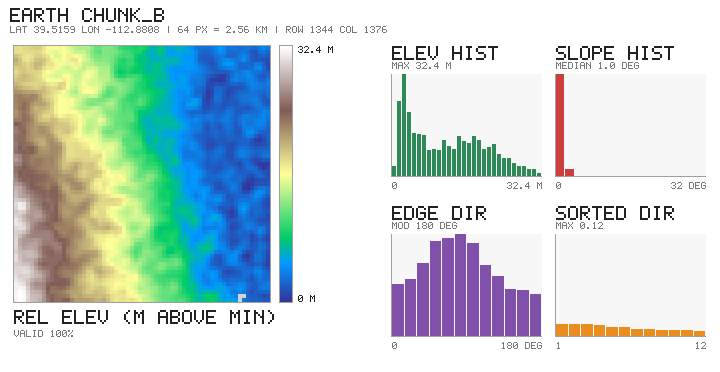 EARTH CHUNK_B
LAT 39.5159 LON -112.8808 | 64 PX = 2.56 KM | ROW 1344 COL 1376
32.4 M
0 M
REL ELEV (M ABOVE MIN)
VALID 100%
ELEV HIST
MAX 32.4 M
0 32.4 M
SLOPE HIST
MEDIAN 1.0 DEG
0 32 DEG
EDGE DIR
MOD 180 DEG
0 180 DEG
SORTED DIR
MAX 0.12
1 12